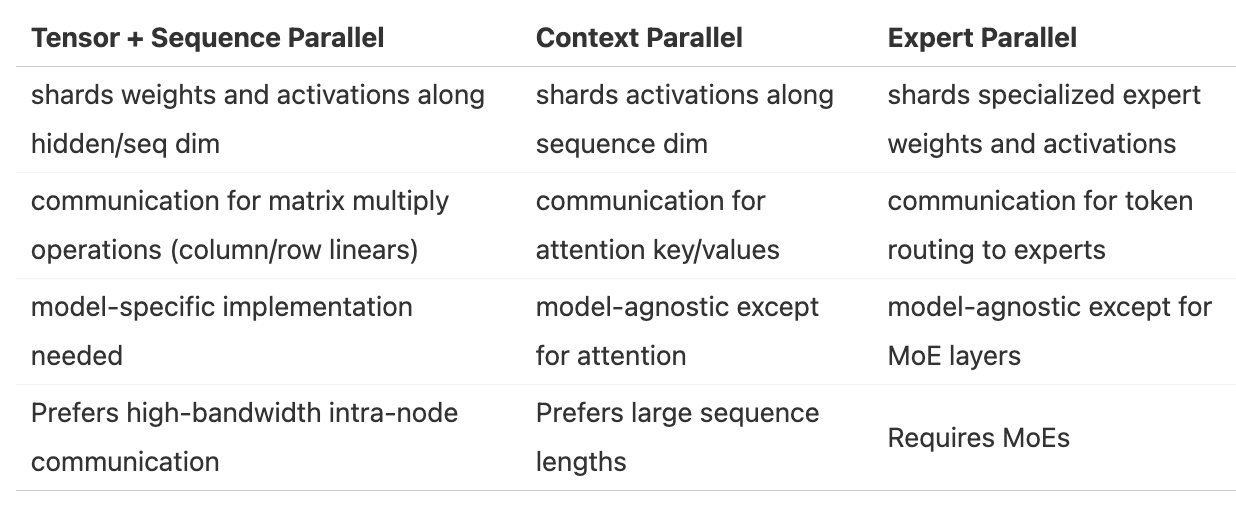 Tensor + Sequence Parallel
Context Parallel
Expert Parallel
shards weights and activations along
hidden/seq dim
shards activations along
sequence dim
shards specialized expert
weights and activations
communication for matrix multiply
operations (column/row linears)
communication for
attention key/values
communication for token
routing to experts
model-specific implementation
needed
model-agnostic except
for attention
model-agnostic except for
MoE layers
Prefers high-bandwidth intra-node
communication
Prefers large sequence
lengths
Requires MoEs